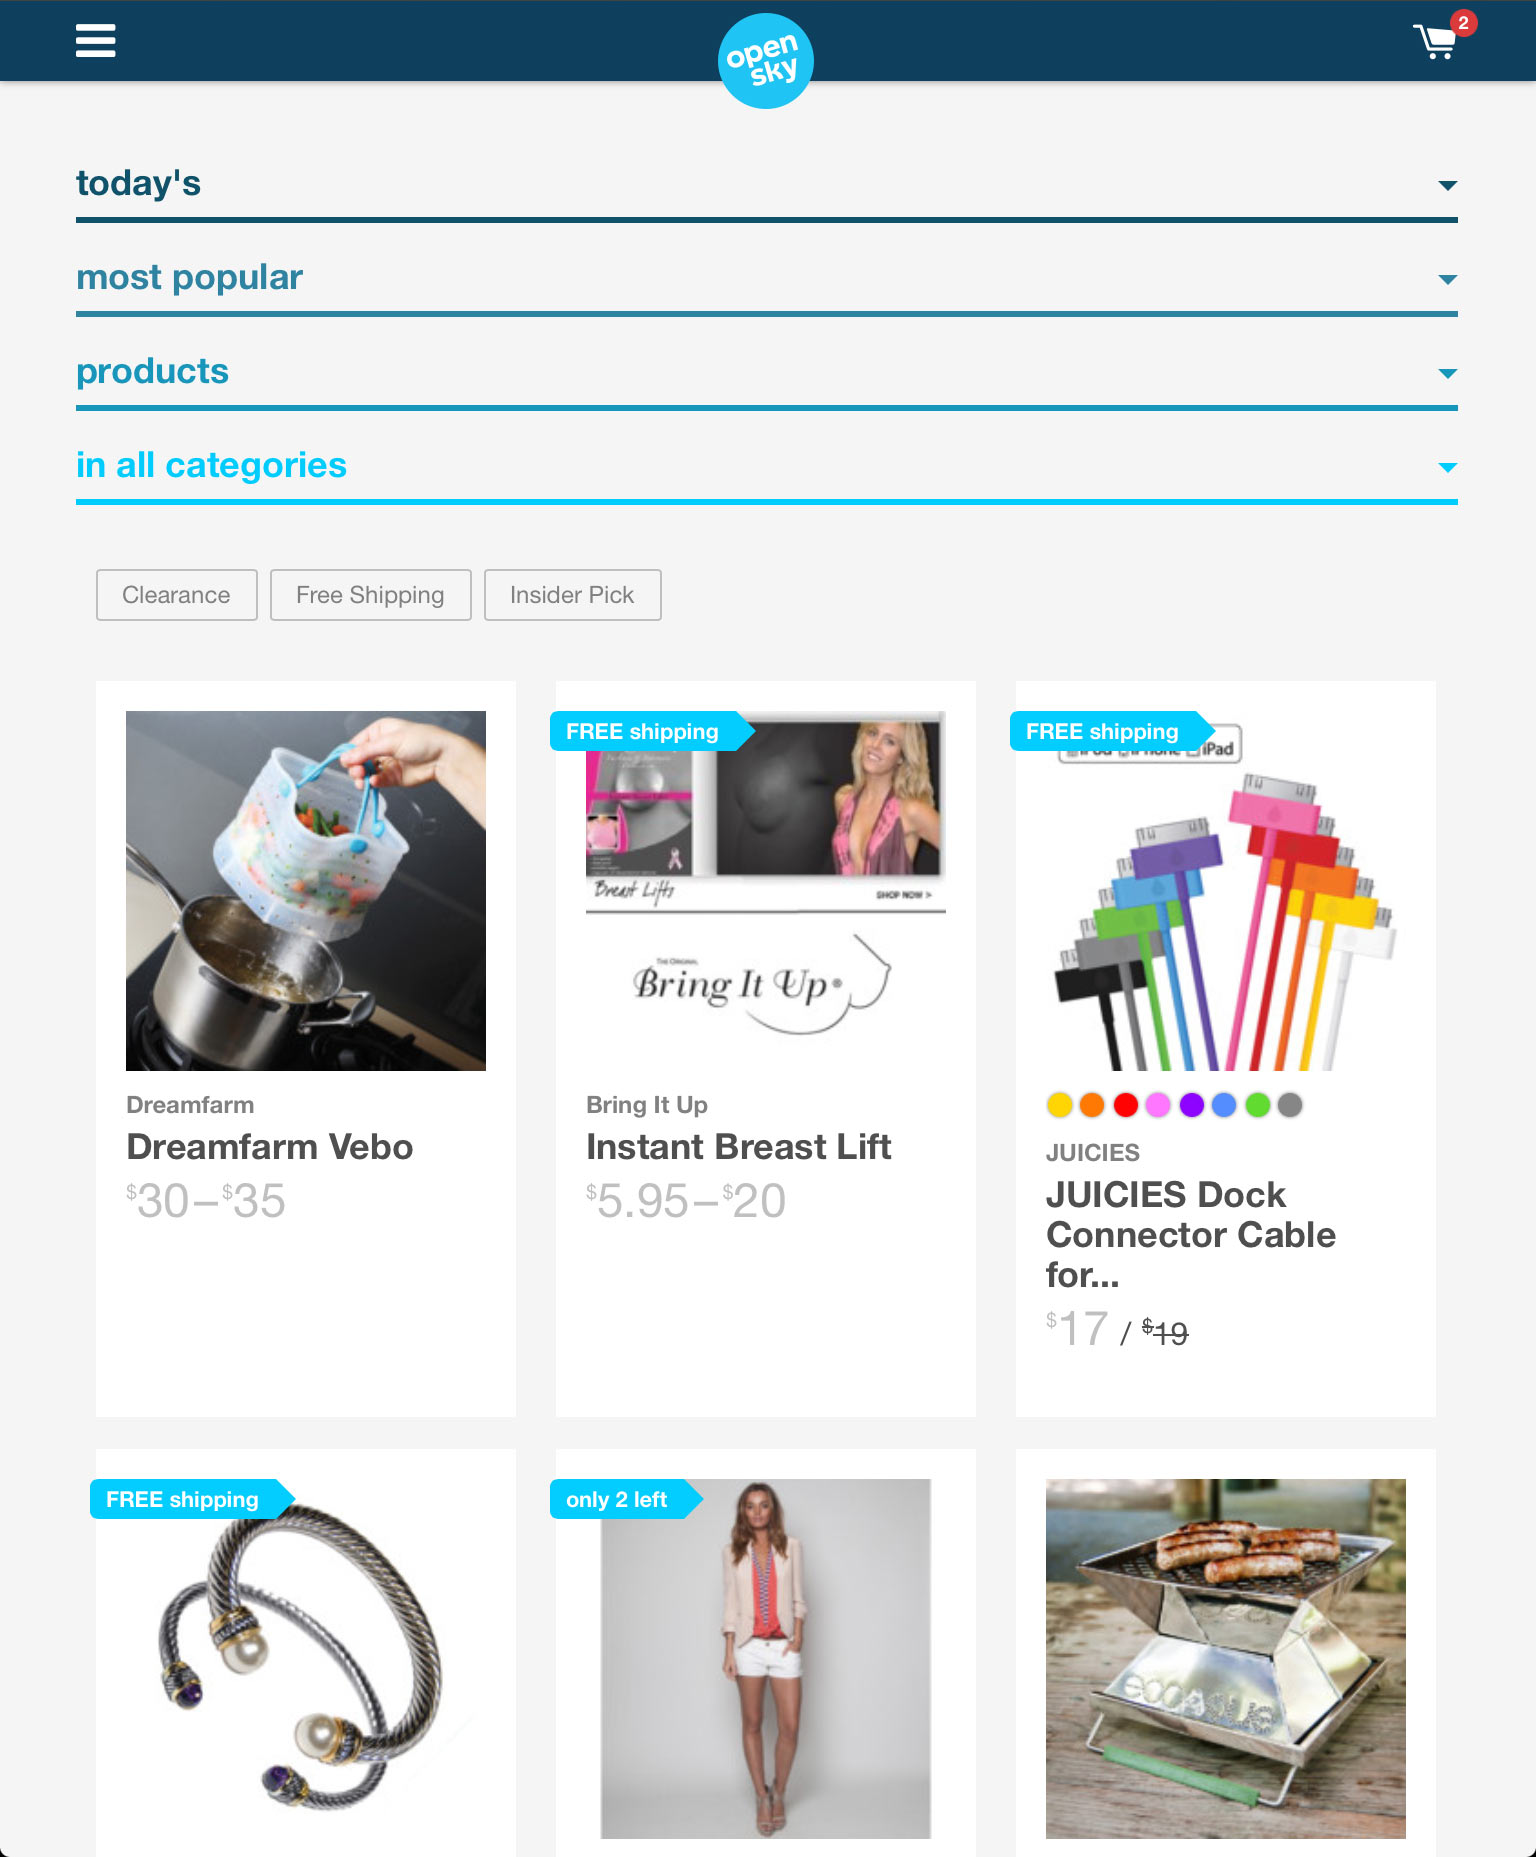 open
sky
2
today's
most popular
products
in all categories
Clearance
Free Shipping
Insider Pick
FREE shipping
Breast Lifts
SHOP NOW >
THE ORIGINAL
Bring It Up®
Dreamfarm
Dreamfarm Vebo
$30–$35
Bring It Up
Instant Breast Lift
$5.95–$20
FREE shipping
iPad
JUICIES
JUICIES Dock
Connector Cable
for...
$17 / $19
FREE shipping
only 2 left